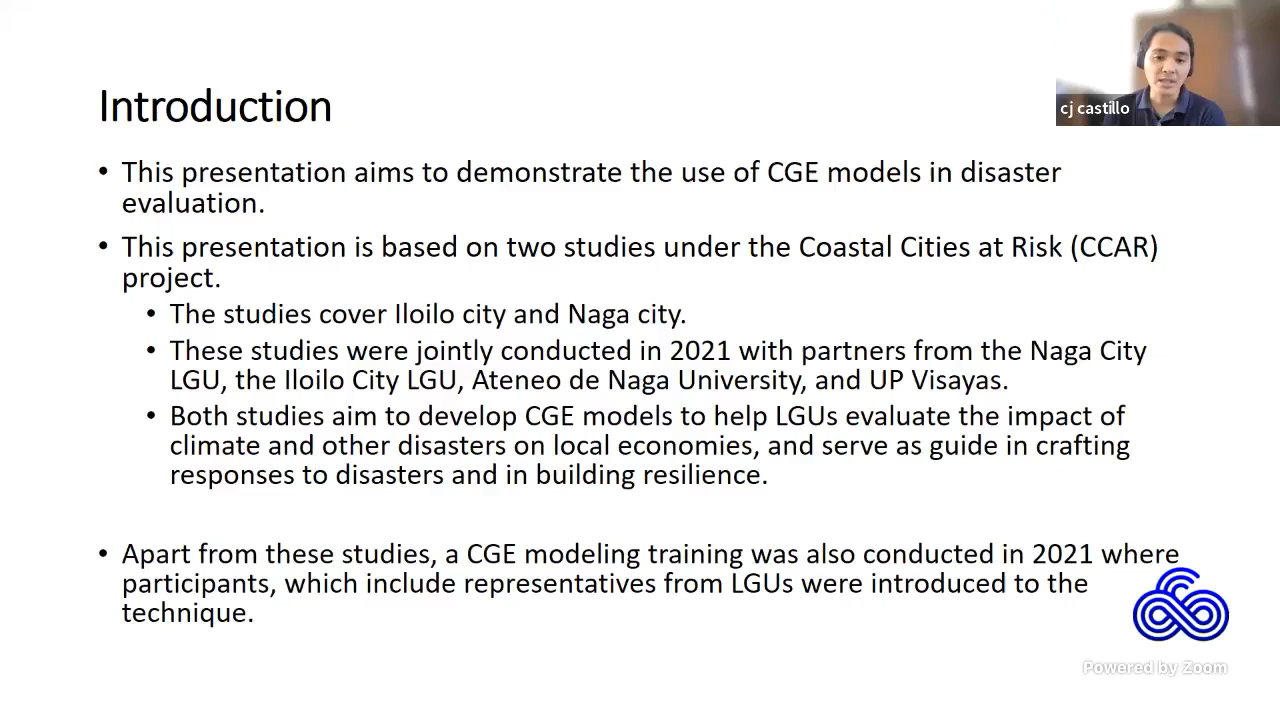 Introduction
cj castillo
• This presentation aims to demonstrate the use of CGE models in disaster
evaluation.
• This presentation is based on two studies under the Coastal Cities at Risk (CCAR)
project.
• The studies cover Iloilo city and Naga city.
• These studies were jointly conducted in 2021 with partners from the Naga City
LGU, the Iloilo City LGU, Ateneo de Naga University, and UP Visayas.
• Both studies aim to develop CGE models to help LGUs evaluate the impact of
climate and other disasters on local economies, and serve as guide in crafting
responses to disasters and in building resilience.
• Apart from these studies, a CGE modeling training was also conducted in 2021 where
participants, which include representatives from LGUs were introduced to the
technique.
Powered by Zoom